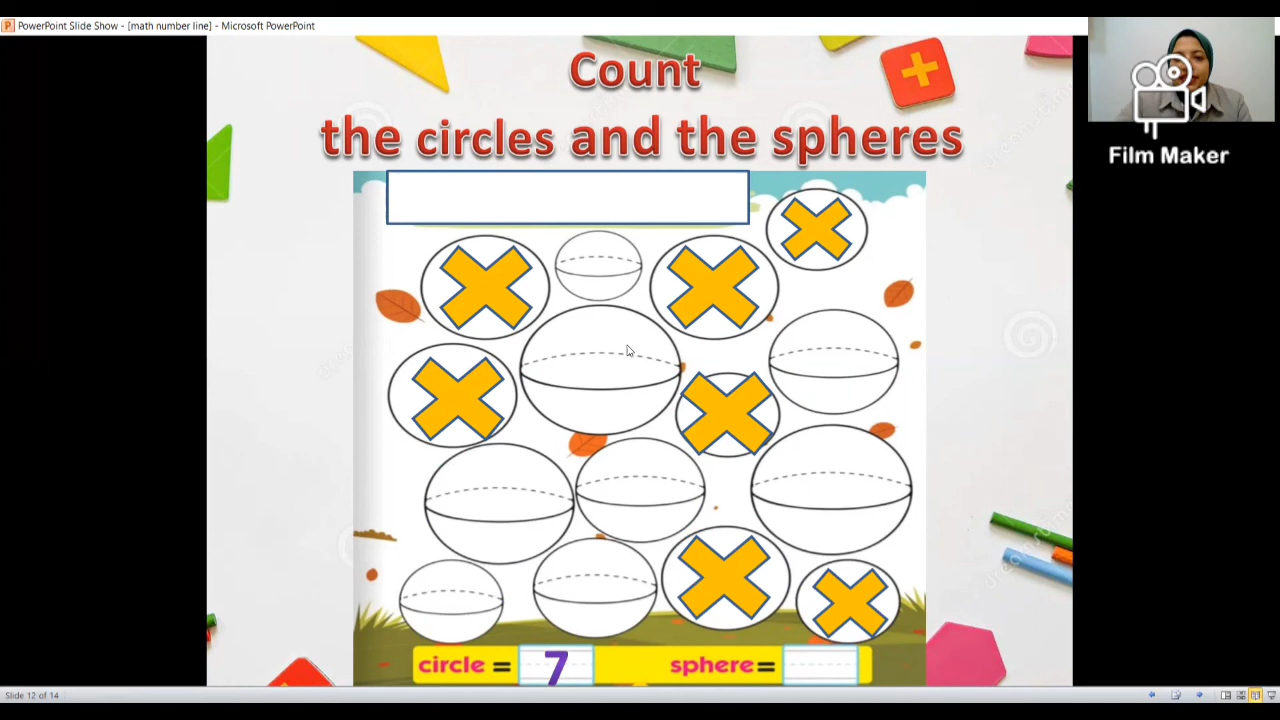 PowerPoint Slide Show - [math number line] - Microsoft PowerPoint
Count
the circles and the spheres
Film Maker
circle = 7 sphere=
Slide 12 of 14